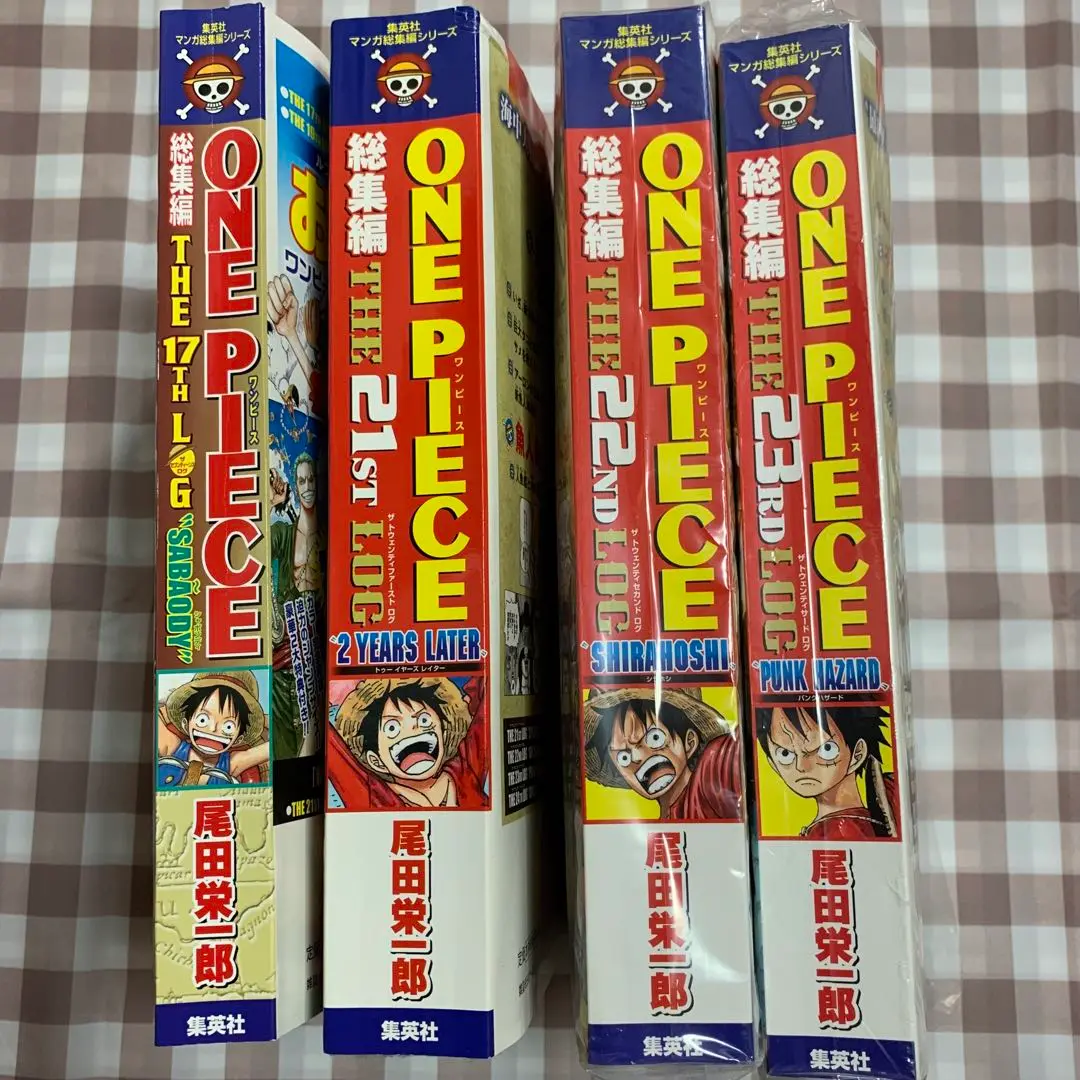 集英社
マンガ総集編シリーズ
ONE PIECE
ワンピース
総集編 THE 17TH LOG
"SABAODY"
尾田栄一郎
集英社
集英社
マンガ総集編シリーズ
ONE PIECE
ワンピース
総集編 THE 21ST LOG
ザ トウェンティファースト ログ
"2 YEARS LATER"
トゥー イヤーズ レイター
尾田栄一郎
集英社
集英社
マンガ総集編シリーズ
ONE PIECE
ワンピース
総集編 THE 22ND LOG
ザ トウェンティセカンド ログ
"SHIRAHOSHI"
シラホシ
尾田栄一郎
集英社
集英社
マンガ総集編シリーズ
ONE PIECE
ワンピース
総集編 THE 23RD LOG
ザ トウェンティサード ログ
"PUNK HAZARD"
パンクハザード
尾田栄一郎
集英社